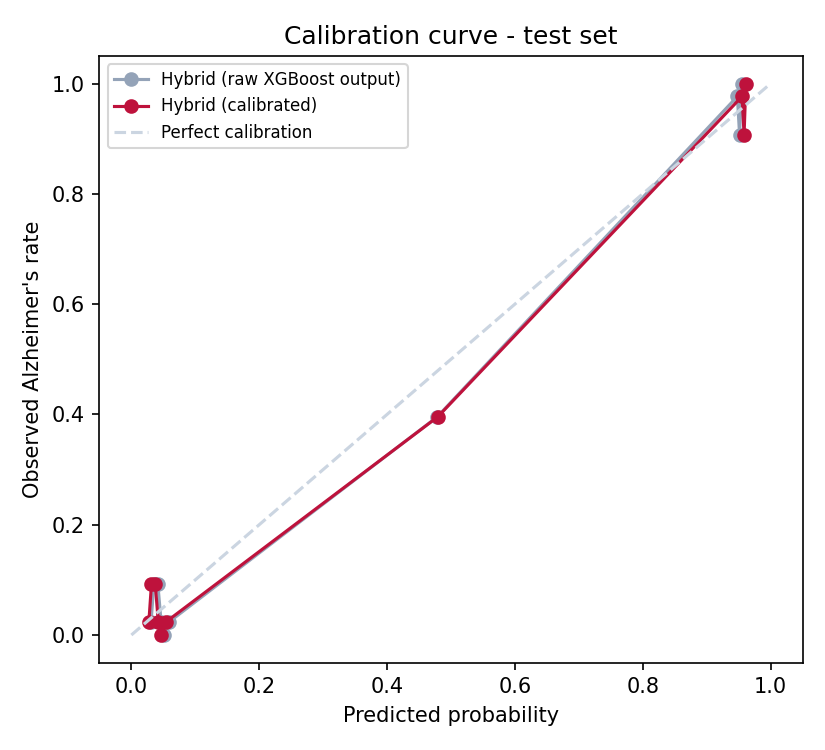 Calibration curve - test set
Hybrid (raw XGBoost output)
Hybrid (calibrated)
Perfect calibration
Observed Alzheimer's rate
1.0
0.8
0.6
0.4
0.2
0.0
0.0 0.2 0.4 0.6 0.8 1.0
Predicted probability